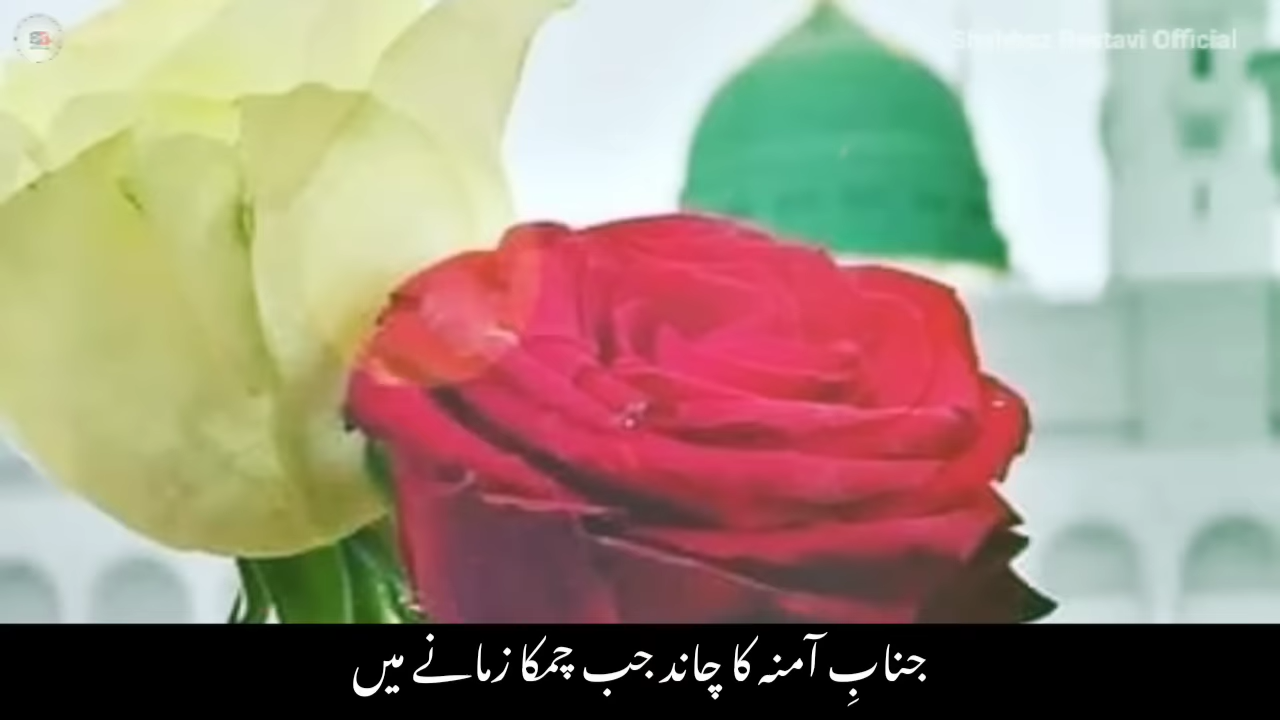 Official
جنابِ آمنہ کا چاند جب چمکا زمانے میں